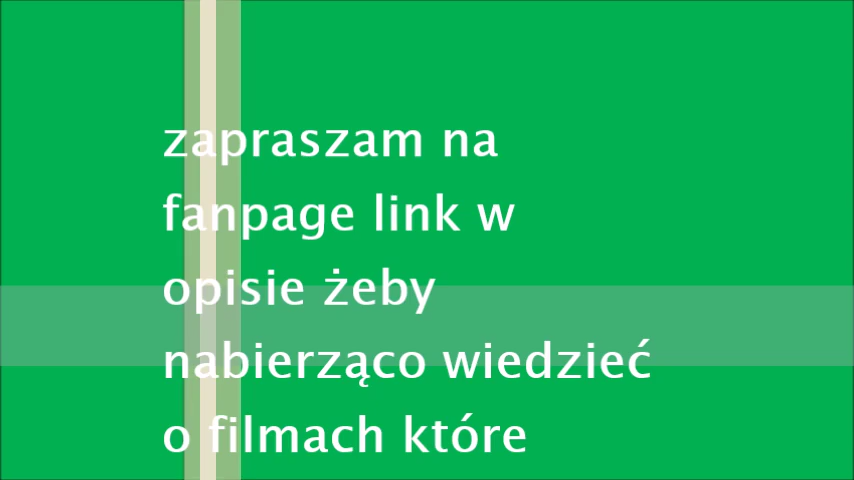 zapraszam na
fanpage link w
opisie żeby
nabierząco wiedzieć
o filmach które